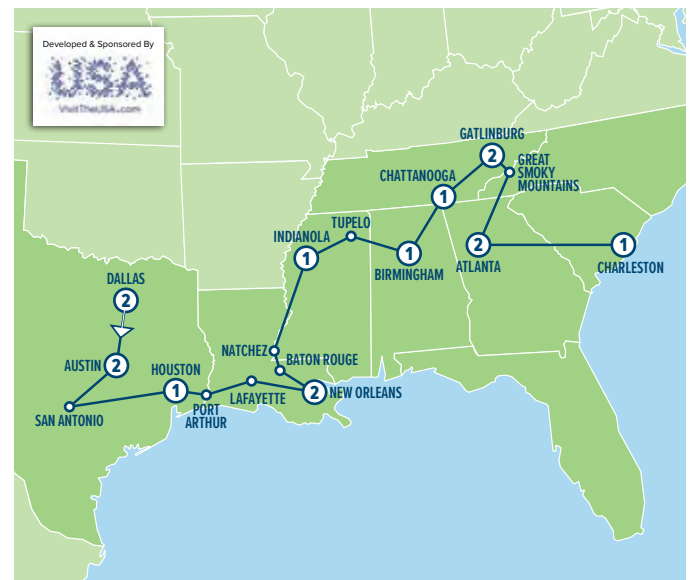 Developed & Sponsored By
USA
VisitTheUSA.com
GATLINBURG
2
GREAT
SMOKY
MOUNTAINS
CHATTANOOGA
1
TUPELO
INDIANOLA
1
1
BIRMINGHAM
2
ATLANTA
1
CHARLESTON
DALLAS
2
AUSTIN 2
HOUSTON
1
SAN ANTONIO
PORT
ARTHUR
LAFAYETTE
NATCHEZ
BATON ROUGE
2 NEW ORLEANS